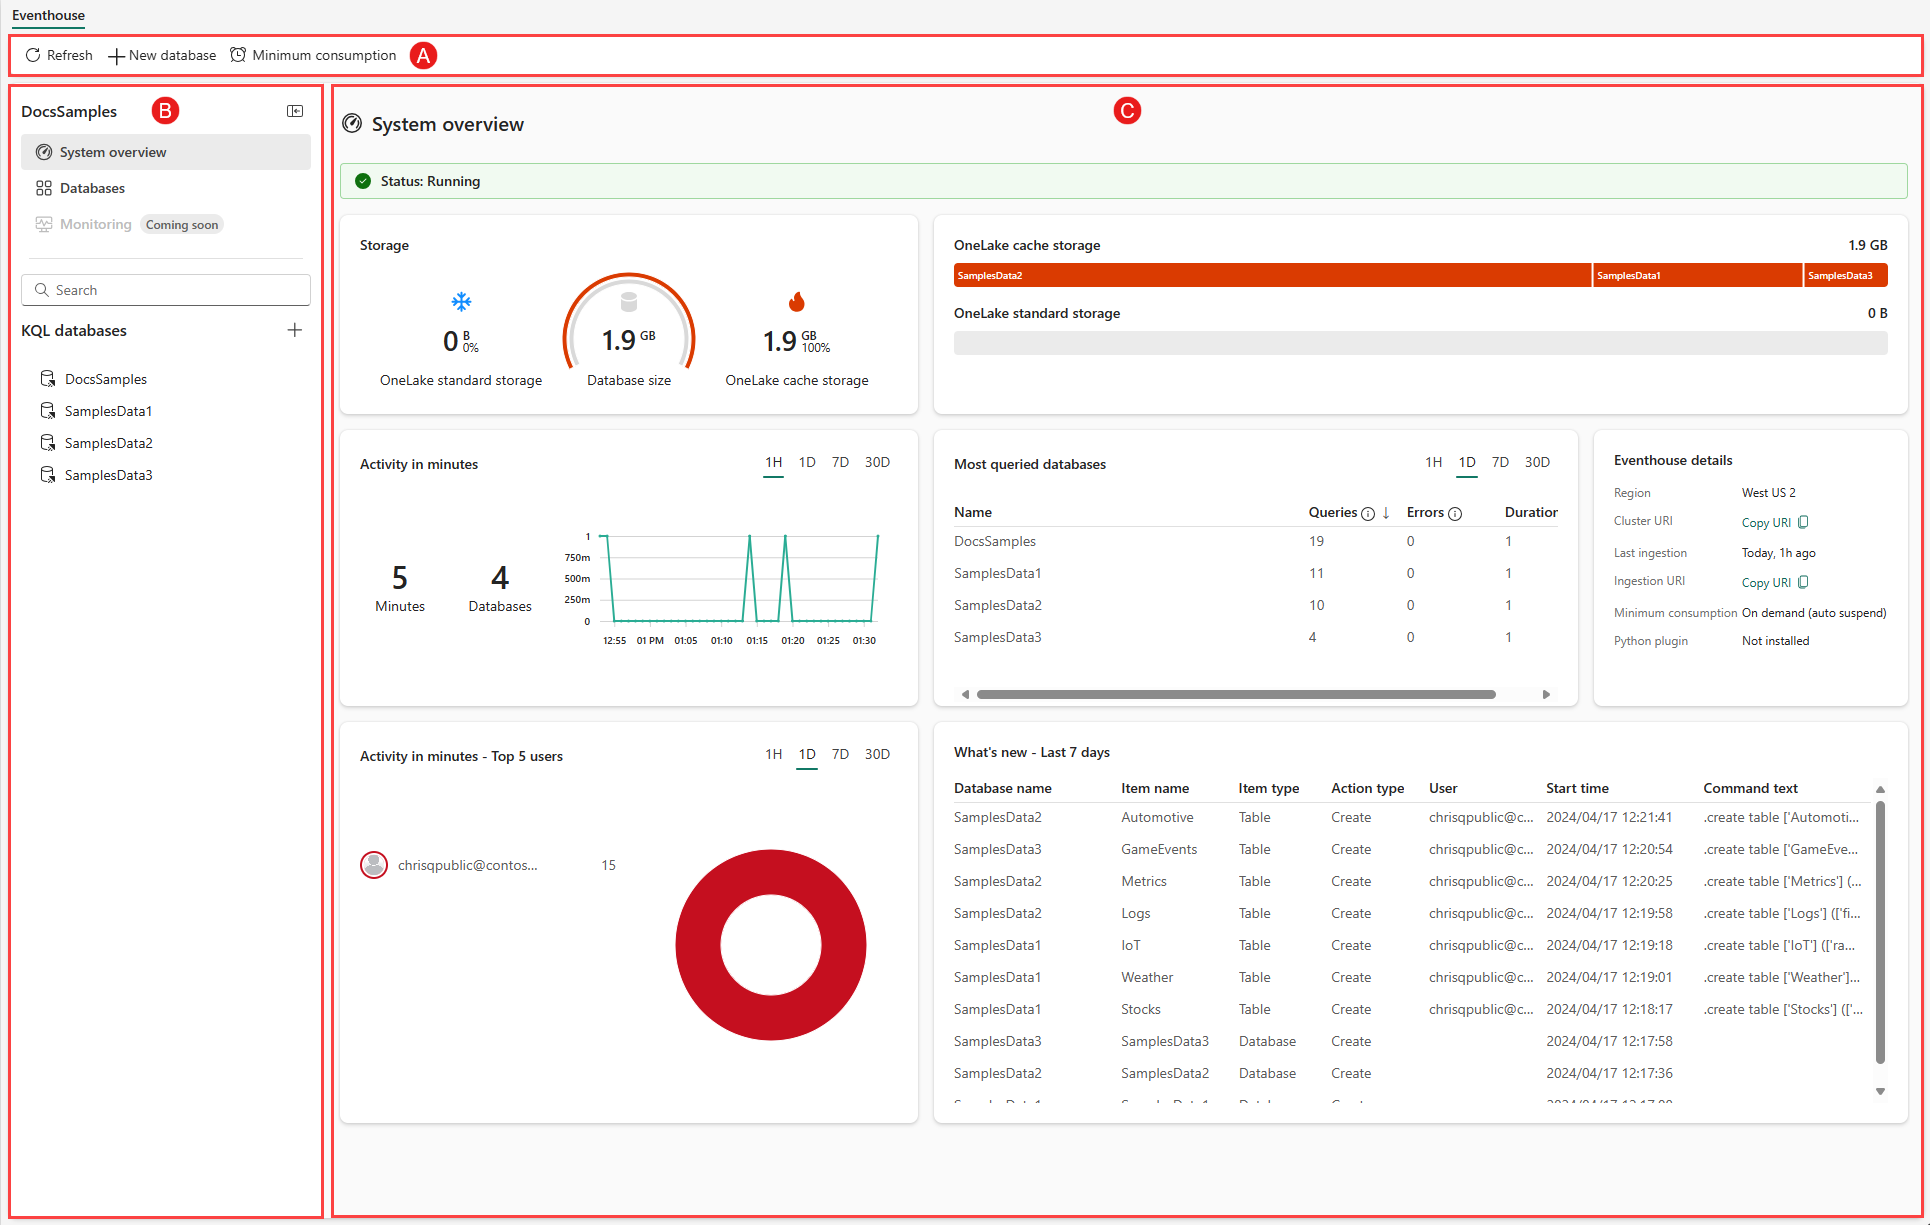 Eventhouse
Refresh New database Minimum consumption A
DocsSamples B
System overview
Databases
Monitoring Coming soon
Search
KQL databases
DocsSamples
SamplesData1
SamplesData2
SamplesData3
C
System overview
Status: Running
Storage
0 B 0%
OneLake standard storage
1.9 GB
Database size
1.9 GB 100%
OneLake cache storage
OneLake cache storage 1.9 GB
SamplesData2 SamplesData1 SamplesData3
OneLake standard storage 0 B
Activity in minutes 1H 1D 7D 30D
5
Minutes
4
Databases
1
750m
500m
250m
0
12:55 01 PM 01:05 01:10 01:15 01:20 01:25 01:30
Most queried databases 1H 1D 7D 30D
Name Queries Errors Duration
DocsSamples 19 0 1
SamplesData1 11 0 1
SamplesData2 10 0 1
SamplesData3 4 0 1
Eventhouse details
Region West US 2
Cluster URI Copy URI
Last ingestion Today, 1h ago
Ingestion URI Copy URI
Minimum consumption On demand (auto suspend)
Python plugin Not installed
Activity in minutes - Top 5 users 1H 1D 7D 30D
chrisqpublic@contos... 15
What's new - Last 7 days
Database name Item name Item type Action type User Start time Command text
SamplesData2 Automotive Table Create chrisqpublic@c... 2024/04/17 12:21:41 .create table ['Automoti...
SamplesData3 GameEvents Table Create chrisqpublic@c... 2024/04/17 12:20:54 .create table ['GameEve...
SamplesData2 Metrics Table Create chrisqpublic@c... 2024/04/17 12:20:25 .create table ['Metrics'] (...
SamplesData2 Logs Table Create chrisqpublic@c... 2024/04/17 12:19:58 .create table ['Logs'] (['fi...
SamplesData1 IoT Table Create chrisqpublic@c... 2024/04/17 12:19:18 .create table ['IoT'] (['ra...
SamplesData1 Weather Table Create chrisqpublic@c... 2024/04/17 12:19:01 .create table ['Weather']...
SamplesData1 Stocks Table Create chrisqpublic@c... 2024/04/17 12:18:17 .create table ['Stocks'] (['...
SamplesData3 SamplesData3 Database Create 2024/04/17 12:17:58
SamplesData2 SamplesData2 Database Create 2024/04/17 12:17:36